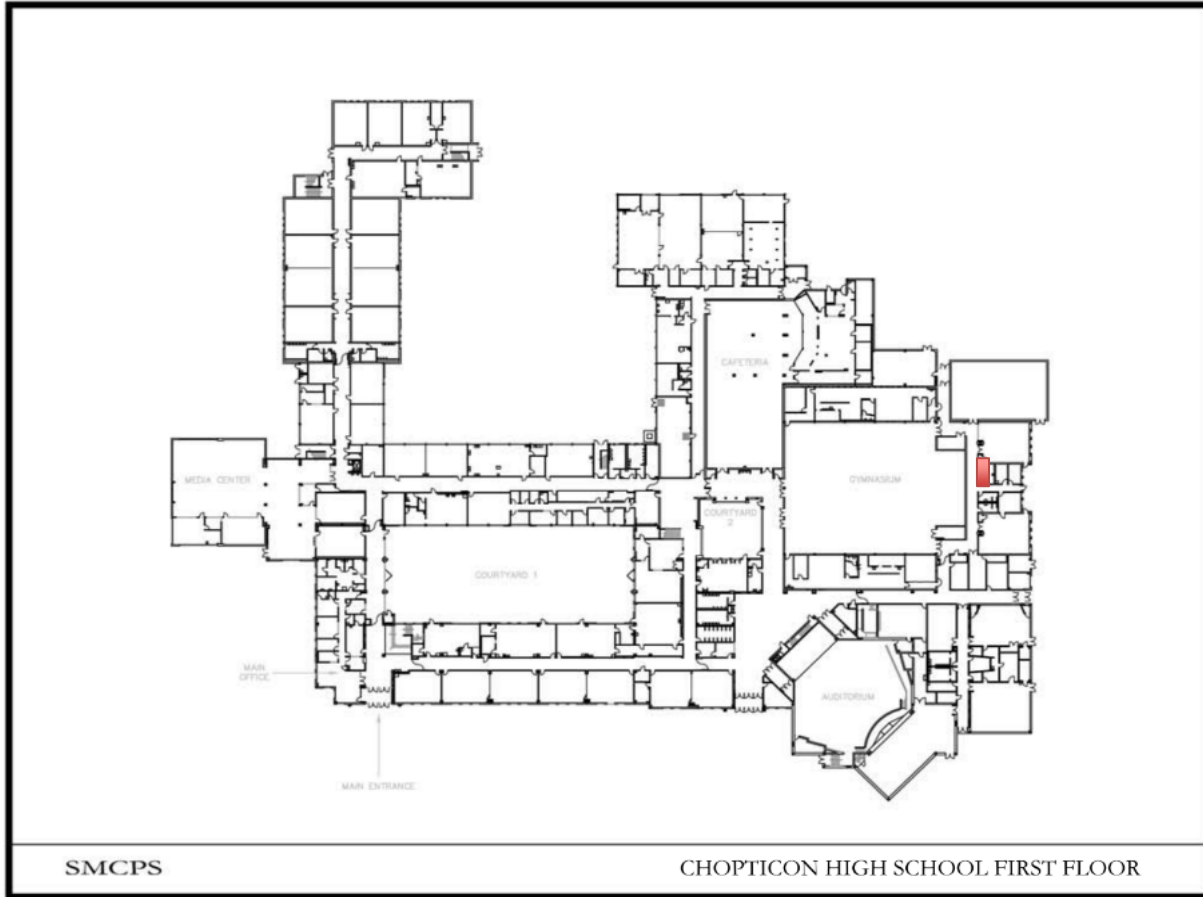 CAFETERIA
MEDIA CENTER
GYMNASIUM
COURTYARD
2
COURTYARD 1
MAIN
OFFICE
AUDITORIUM
MAIN ENTRANCE
SMCPS
CHOPTICON HIGH SCHOOL FIRST FLOOR